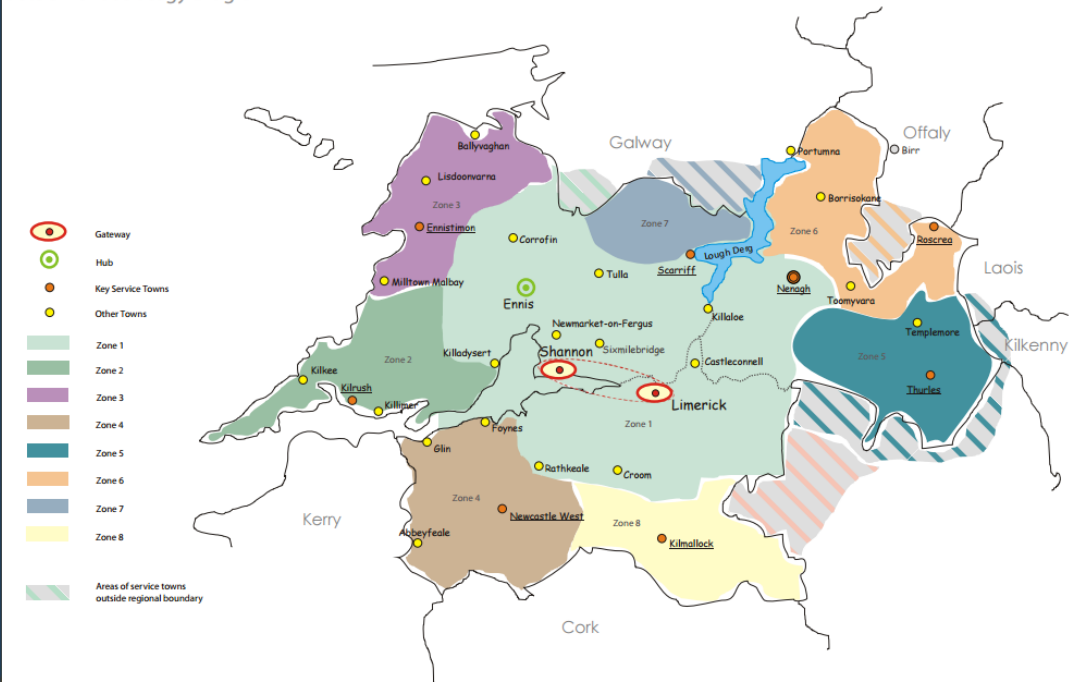 Galway
Offaly
Birr
Portumna
Ballyvaghan
Lisdoonvarna
Zone 3
Ennistimon
Borrisokane
Zone 7
Zone 6
Roscrea
Gateway
Corrofin
Lough Derg
Scarriff
Laois
Hub
Tulla
Milltown Malbay
Nenagh
Key Service Towns
Ennis
Toomyvara
Killaloe
Other Towns
Newmarket-on-Fergus
Templemore
Zone 1
Shannon
Sixmilebridge
Kilkenny
Killadysert
Zone 2
Zone 5
Castleconnell
Zone 2
Kilkee
Kilrush
Thurles
Zone 3
Killimer
Limerick
Zone 4
Foynes
Zone 1
Glin
Zone 5
Rathkeale
Croom
Zone 6
Zone 4
Zone 7
Kerry
Newcastle West
Zone 8
Abbeyfeale
Zone 8
Kilmallock
Areas of service towns
outside regional boundary
Cork